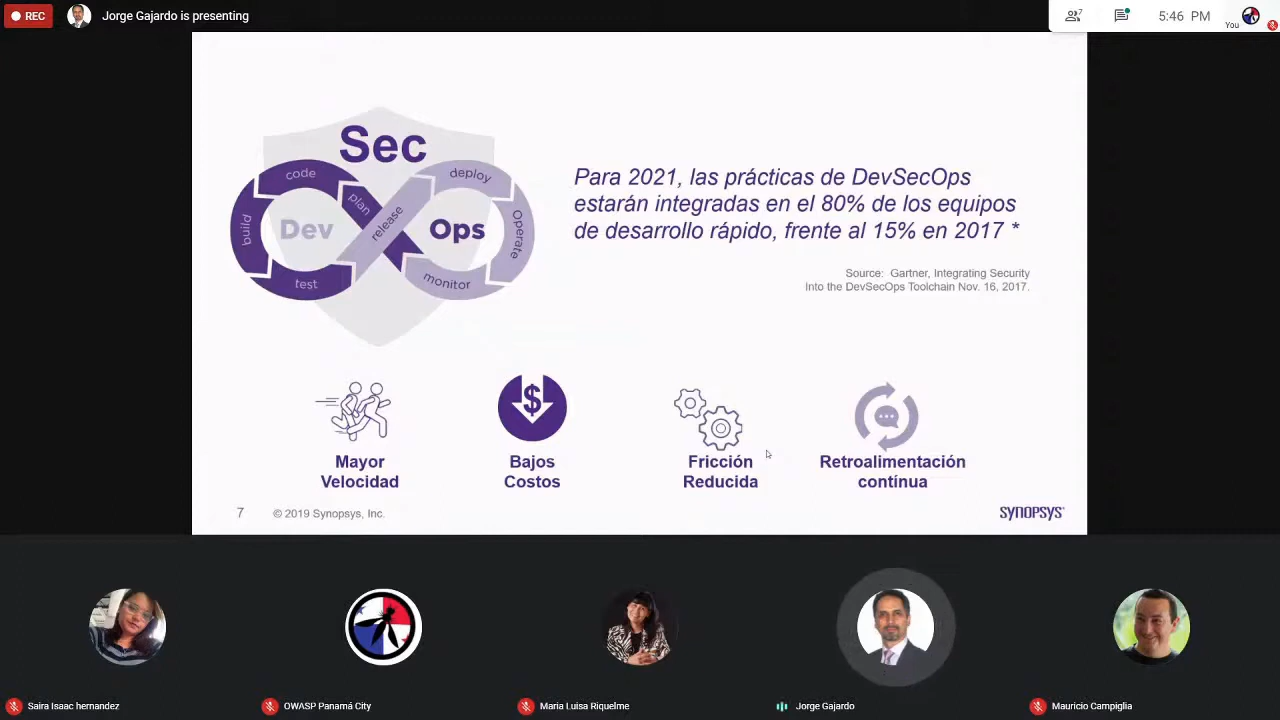 REC
Jorge Gajardo is presenting
7
5:46 PM
You
Sec
code
deploy
plan
release
build
Dev
Ops
Operate
test
monitor
Para 2021, las prácticas de DevSecOps
estarán integradas en el 80% de los equipos
de desarrollo rápido, frente al 15% en 2017 *
Source: Gartner, Integrating Security
Into the DevSecOps Toolchain Nov. 16, 2017.
$
Mayor
Velocidad
Bajos
Costos
Fricción
Reducida
Retroalimentación
contínua
7
© 2019 Synopsys, Inc.
SYNOPSYS®
Saira Isaac hernandez
OWASP Panamá City
Maria Luisa Riquelme
Jorge Gajardo
Mauricio Campiglia